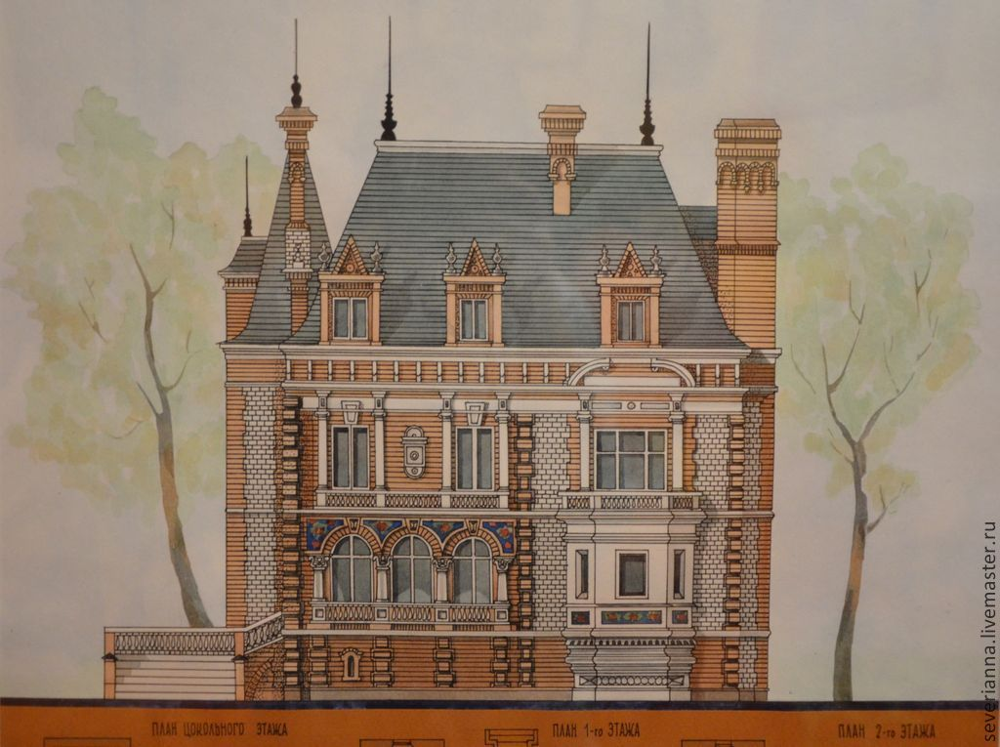 ПЛАН ЦОКОЛЬНОГО ЭТАЖА
ПЛАН 1-го ЭТАЖА
ПЛАН 2-го ЭТАЖА
severianna.livemaster.ru